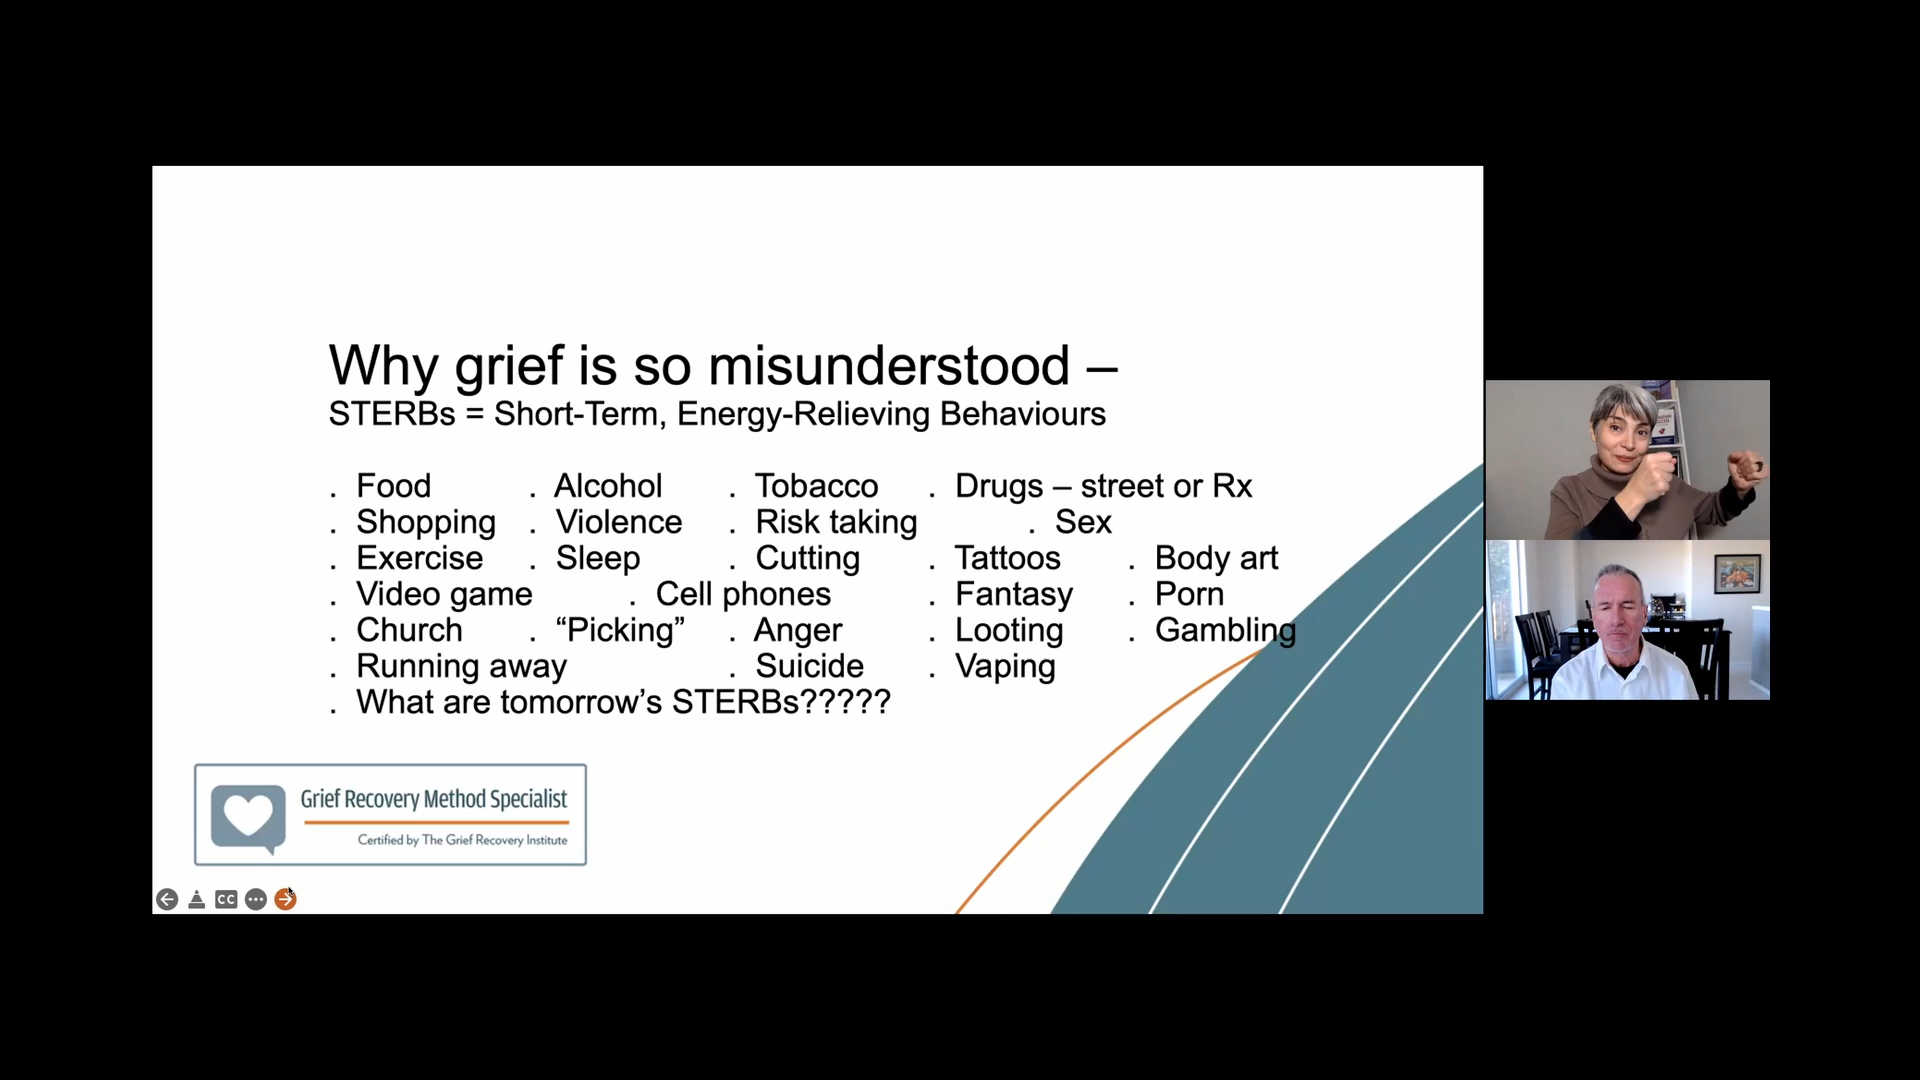 Why grief is so misunderstood –
STERBs = Short-Term, Energy-Relieving Behaviours
. Food . Alcohol . Tobacco . Drugs – street or Rx
. Shopping . Violence . Risk taking . Sex
. Exercise . Sleep . Cutting . Tattoos . Body art
. Video game . Cell phones . Fantasy . Porn
. Church . “Picking” . Anger . Looting . Gambling
. Running away . Suicide . Vaping
. What are tomorrow’s STERBs?????
Grief Recovery Method Specialist
Certified by The Grief Recovery Institute
CC